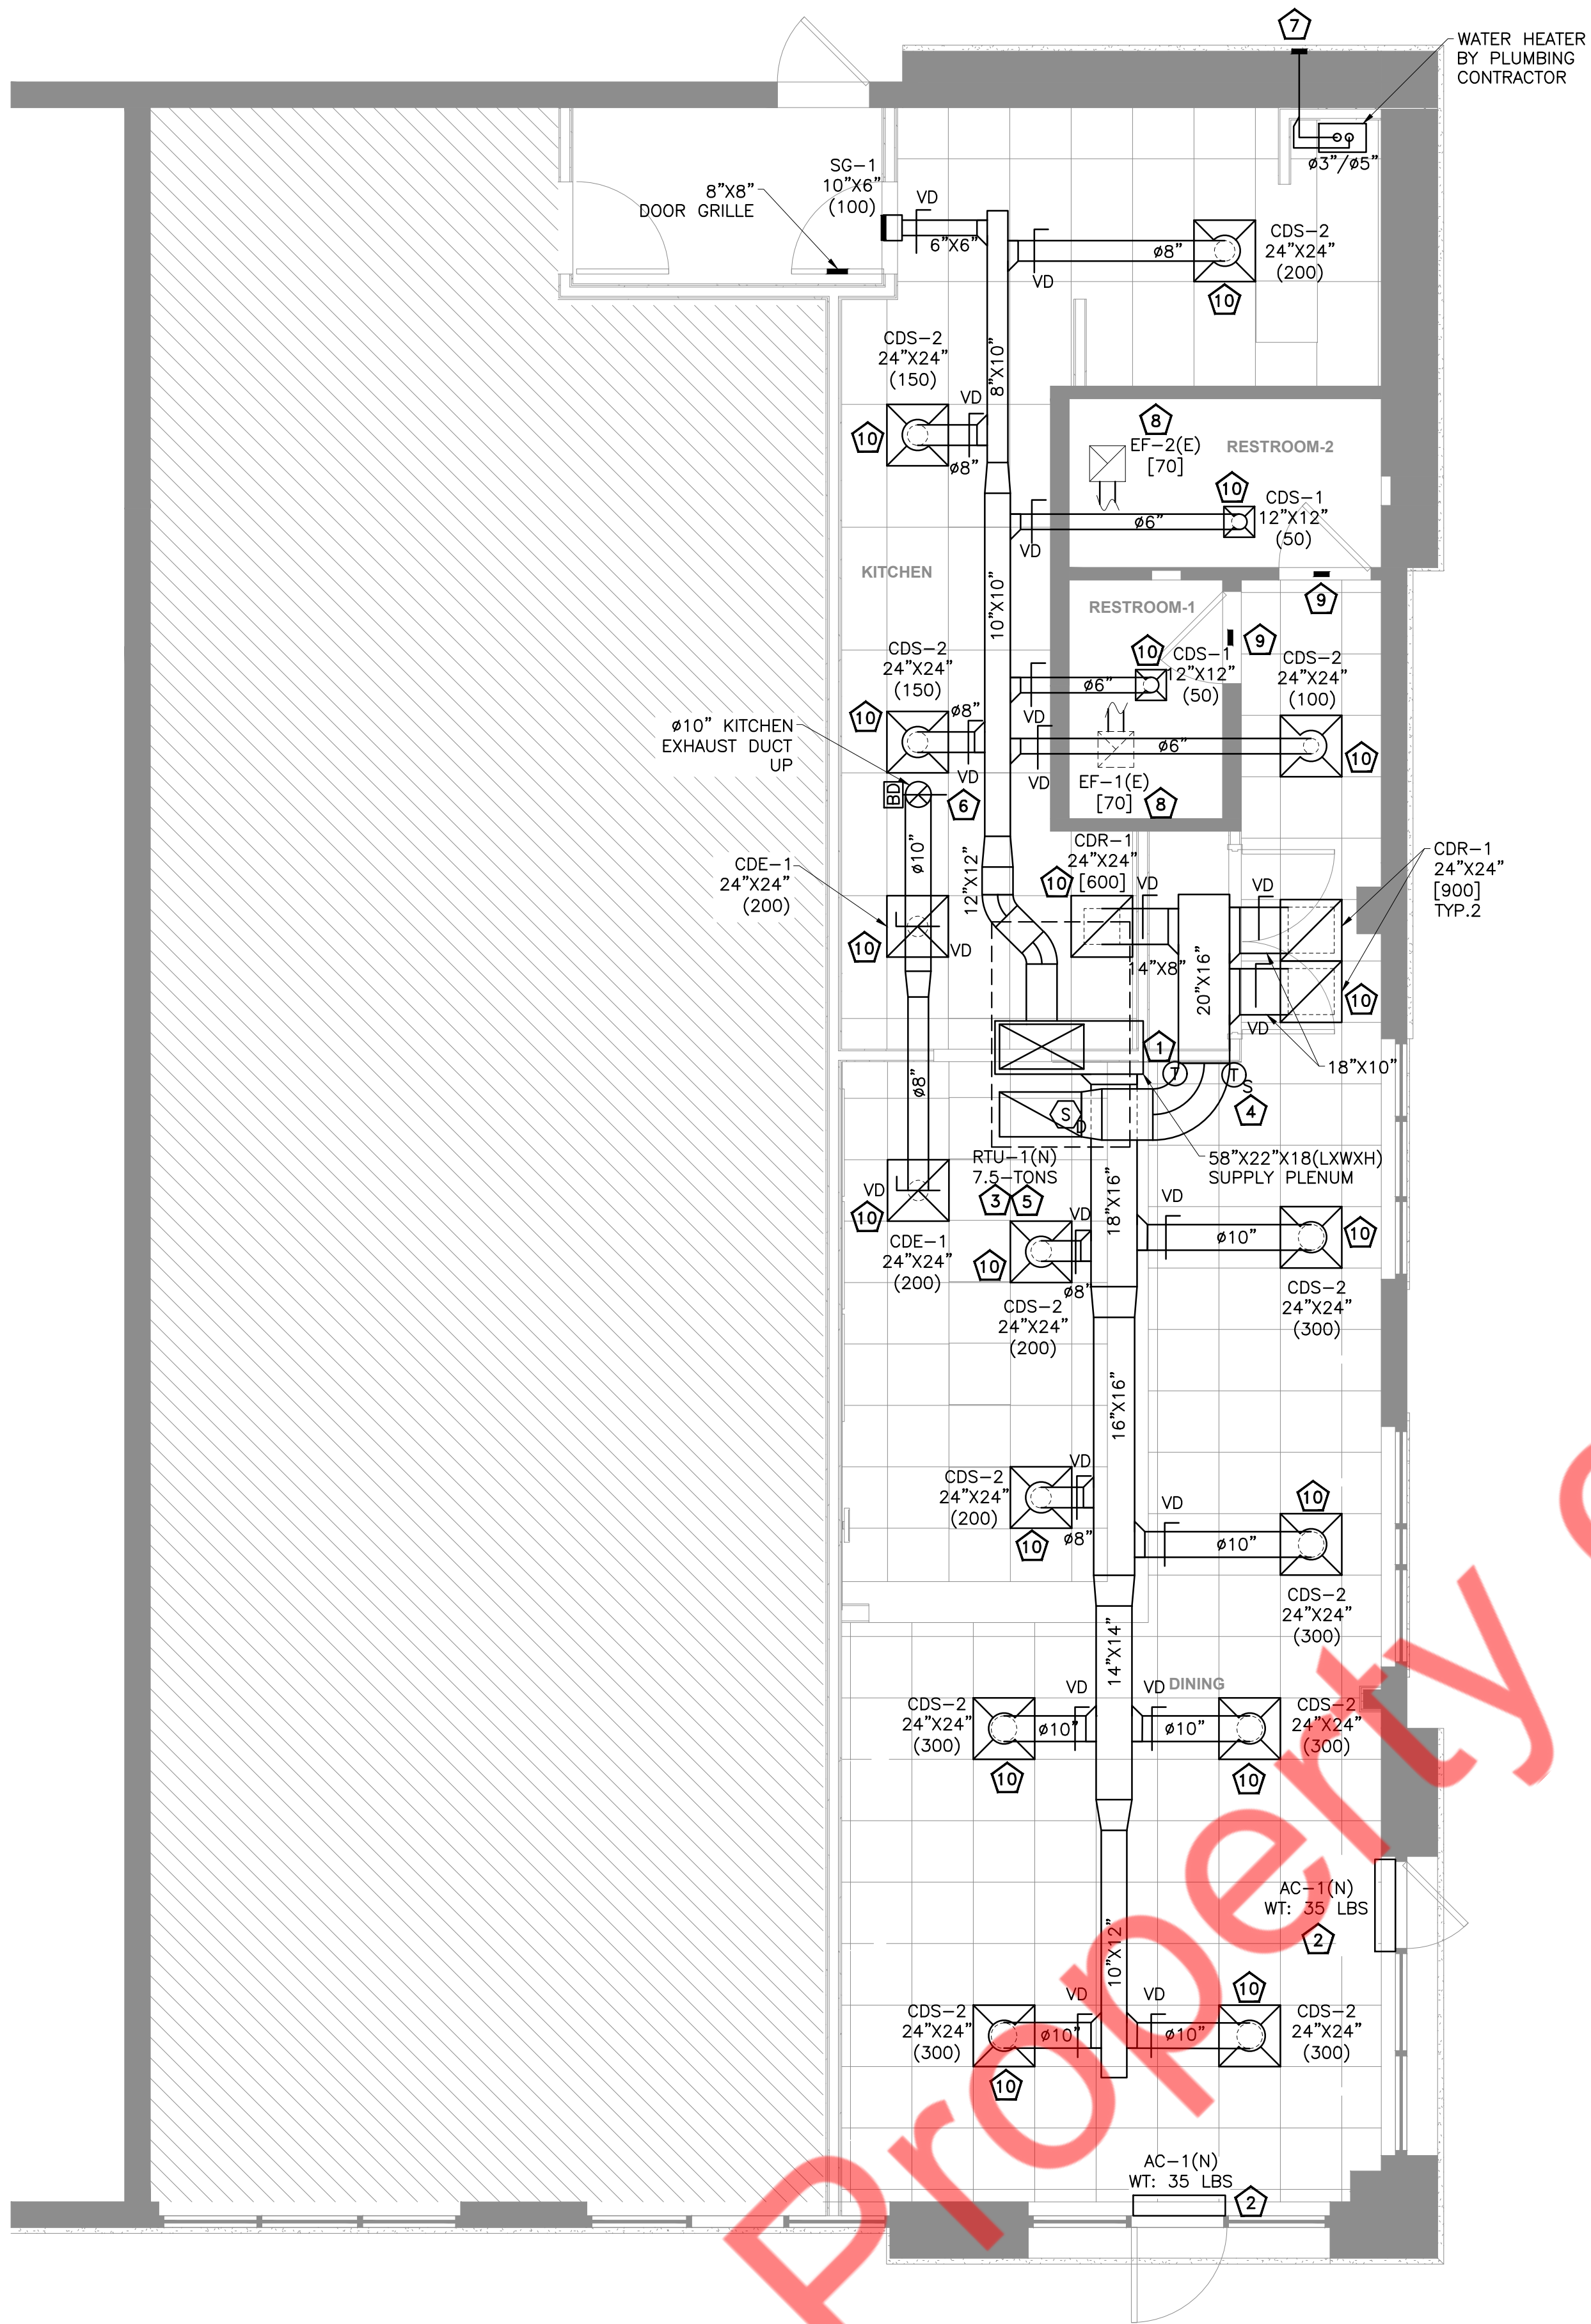 7
WATER HEATER
BY PLUMBING
CONTRACTOR
ø3"/ø5"
SG-1
10"X6"
(100)
8"X8"
DOOR GRILLE
VD
6"X6"
ø8"
VD
CDS-2
24"X24"
(200)
10
CDS-2
24"X24"
(150)
8"X10"
VD
10
ø8"
8
EF-2(E)
[70]
RESTROOM-2
10
CDS-1
12"X12"
(50)
ø6"
VD
KITCHEN
10"X10"
RESTROOM-1
9
9
CDS-2
24"X24"
(150)
10
CDS-1
12"X12"
(50)
CDS-2
24"X24"
(100)
ø6"
VD
10
ø8"
ø10" KITCHEN
EXHAUST DUCT
UP
VD
VD
ø6"
10
EF-1(E)
[70]
8
BD
6
ø10"
CDE-1
24"X24"
(200)
12"X12"
CDR-1
24"X24"
[600]
10
VD
VD
CDR-1
24"X24"
[900]
TYP.2
10
VD
14"X8"
20"X16"
10
VD
18"X10"
1
T
T
S
4
ø8"
S
D
58"X22"X18(LXWXH)
SUPPLY PLENUM
RTU-1(N)
7.5-TONS
3
5
VD
10
CDE-1
24"X24"
(200)
18"X16"
VD
10
ø8"
CDS-2
24"X24"
(200)
VD
ø10"
10
CDS-2
24"X24"
(300)
16"X16"
CDS-2
24"X24"
(200)
VD
10
ø8"
VD
10
ø10"
CDS-2
24"X24"
(300)
14"X14"
DINING
CDS-2
24"X24"
(300)
VD
ø10"
10
VD
ø10"
CDS-2
24"X24"
(300)
10
AC-1(N)
WT: 35 LBS
2
10"X12"
CDS-2
24"X24"
(300)
VD
ø10"
10
VD
ø10"
10
CDS-2
24"X24"
(300)
AC-1(N)
WT: 35 LBS
2
Property